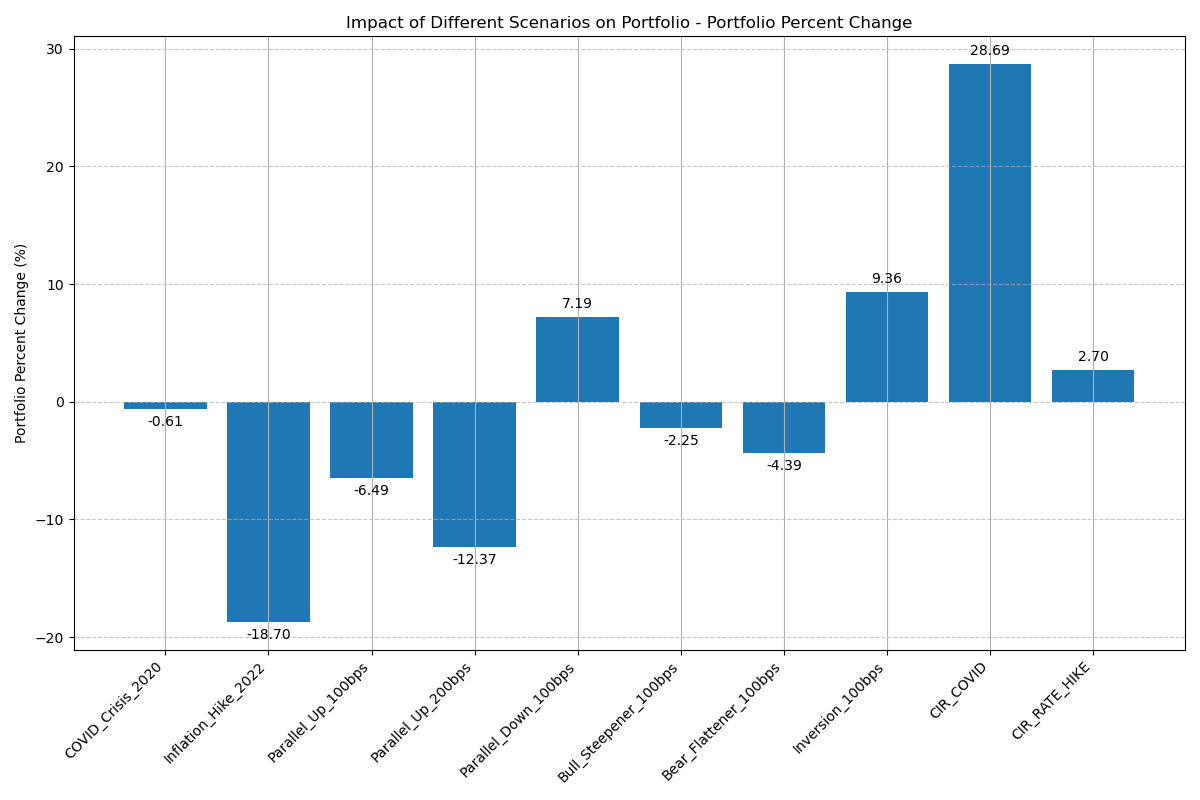 Impact of Different Scenarios on Portfolio - Portfolio Percent Change
Portfolio Percent Change (%)
30
20
10
0
−10
−20
-0.61
-18.70
-6.49
-12.37
7.19
-2.25
-4.39
9.36
28.69
2.70
COVID_Crisis_2020
Inflation_Hike_2022
Parallel_Up_100bps
Parallel_Up_200bps
Parallel_Down_100bps
Bull_Steepener_100bps
Bear_Flattener_100bps
Inversion_100bps
CIR_COVID
CIR_RATE_HIKE